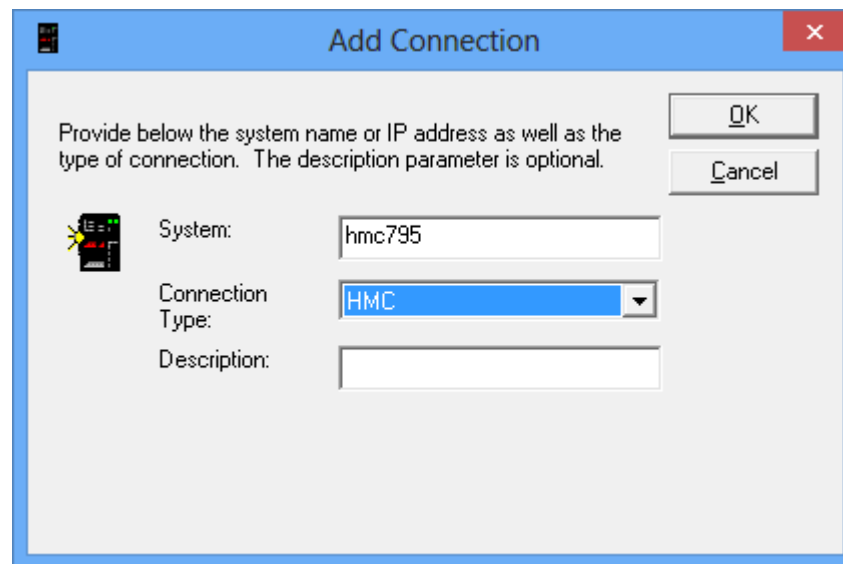 Add Connection
Provide below the system name or IP address as well as the
type of connection. The description parameter is optional.
OK
Cancel
System:
hmc795
Connection
Type:
HMC
Description: